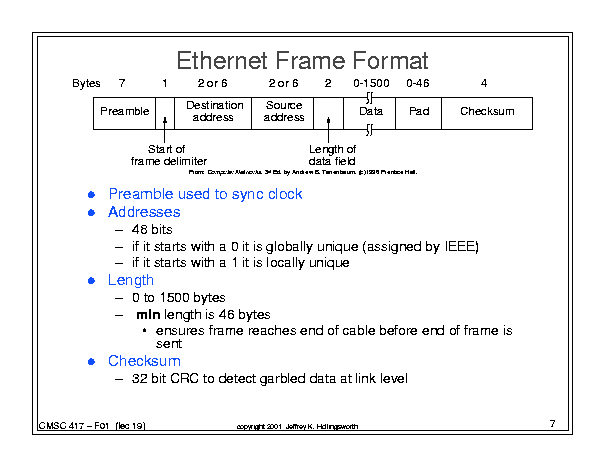 Ethernet Frame Format
Bytes 7 1 2 or 6 2 or 6 2 0-1500 0-46 4
Preamble Destination address Source address Data Pad Checksum
Start of frame delimiter
Length of data field
From: Computer Networks, 3rd Ed. by Andrew S. Tanenbaum, (c)1996 Prentice Hall.
● Preamble used to sync clock
● Addresses
– 48 bits
– if it starts with a 0 it is globally unique (assigned by IEEE)
– if it starts with a 1 it is locally unique
● Length
– 0 to 1500 bytes
– min length is 46 bytes
• ensures frame reaches end of cable before end of frame is
sent
● Checksum
– 32 bit CRC to detect garbled data at link level
CMSC 417 – F01 (lec 19)
copyright 2001 Jeffrey K. Hollingsworth
7